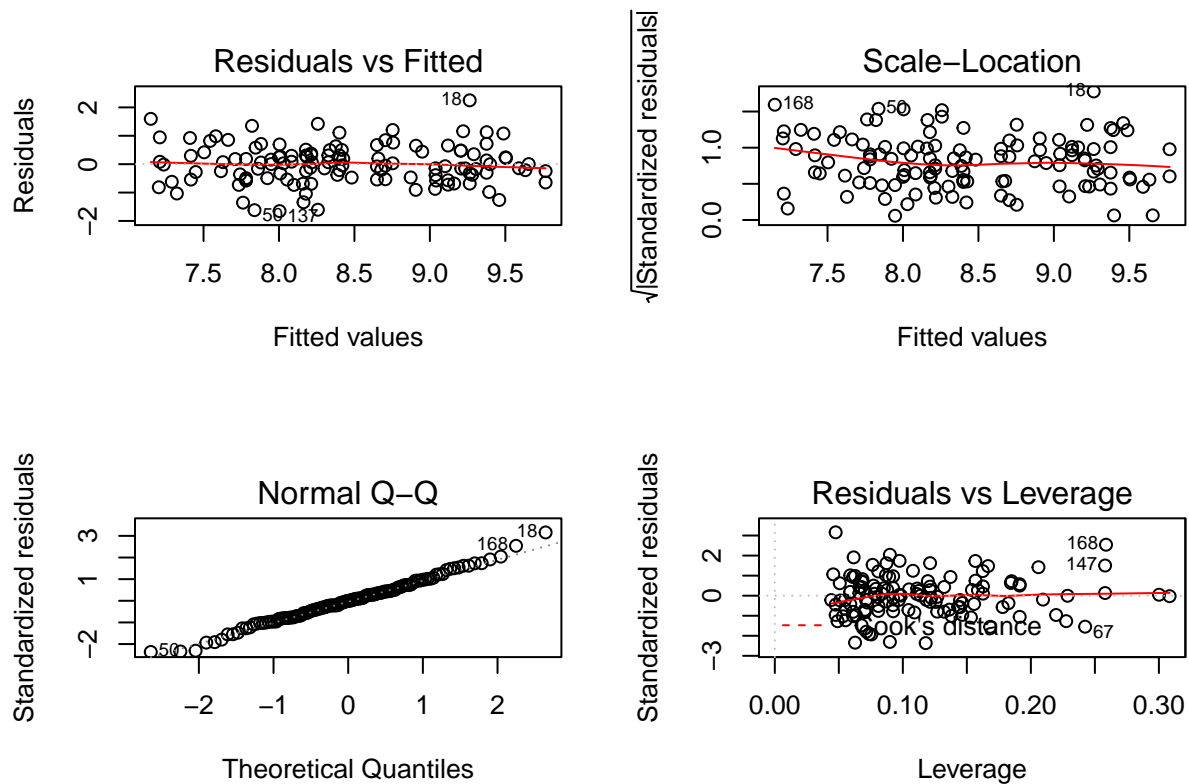 Residuals vs Fitted
Residuals
2
0
−2
18
50
137
7.5 8.0 8.5 9.0 9.5
Fitted values
Scale−Location
√|Standardized residuals|
1.0
0.0
168
50
18
7.5 8.0 8.5 9.0 9.5
Fitted values
Normal Q−Q
Standardized residuals
3
1
−2
18
168
50
−2 −1 0 1 2
Theoretical Quantiles
Residuals vs Leverage
Standardized residuals
2
0
−3
168
147
Cook's distance
67
0.00 0.10 0.20 0.30
Leverage